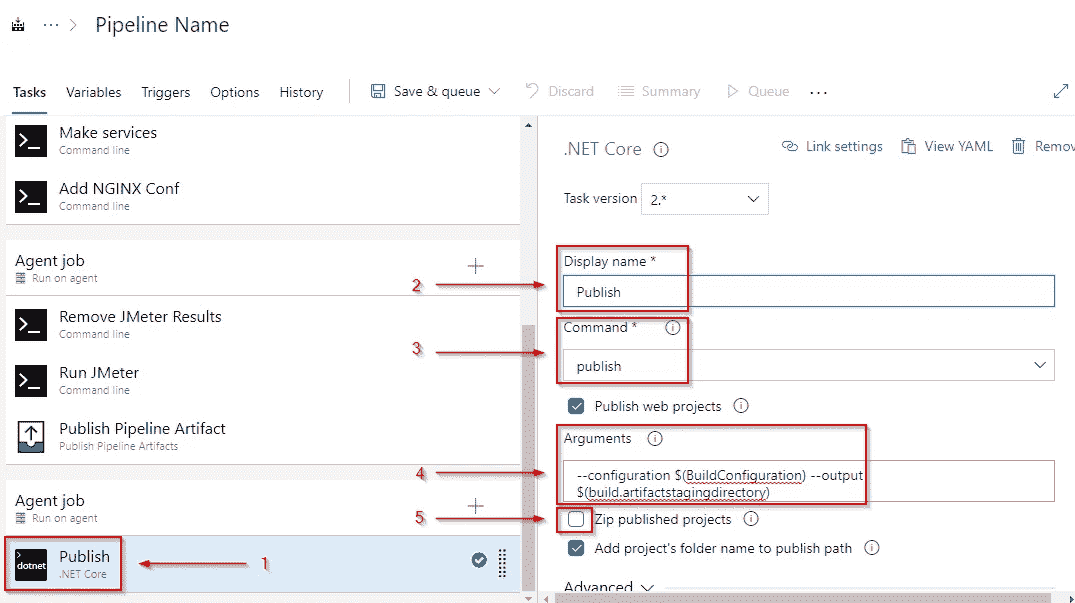 ... > Pipeline Name
Tasks Variables Triggers Options History Save & queue Discard Summary Queue ...
Make services
Command line
Add NGINX Conf
Command line
Agent job
Run on agent
Remove JMeter Results
Command line
Run JMeter
Command line
Publish Pipeline Artifact
Publish Pipeline Artifacts
Agent job
Run on agent
dotnet
Publish
.NET Core
1
.NET Core
Link settings View YAML Remov
Task version 2.*
2
Display name *
Publish
3
Command *
publish
Publish web projects
4
Arguments
--configuration $(BuildConfiguration) --output
$(build.artifactstagingdirectory)
5
Zip published projects
Add project's folder name to publish path
Advanced